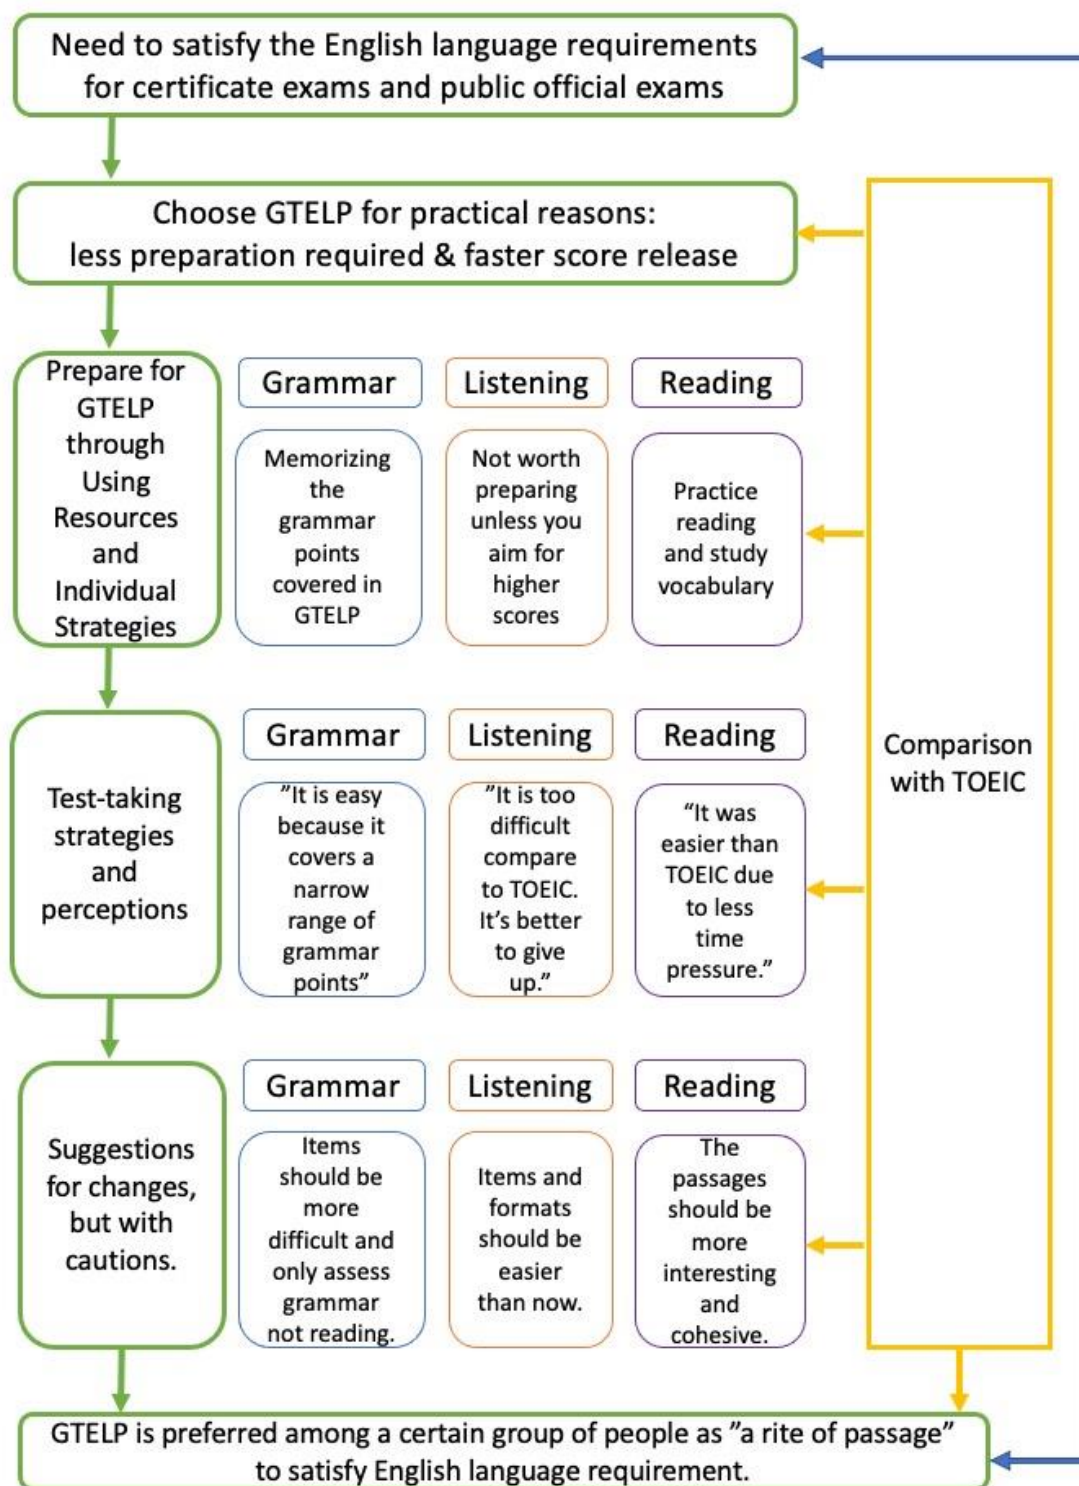 Need to satisfy the English language requirements
for certificate exams and public official exams
Choose GTELP for practical reasons:
less preparation required & faster score release
Prepare for
GTELP
through
Using
Resources
and
Individual
Strategies
Grammar
Listening
Reading
Memorizing
the
grammar
points
covered in
GTELP
Not worth
preparing
unless you
aim for
higher
scores
Practice
reading
and study
vocabulary
Test-taking
strategies
and
perceptions
Grammar
Listening
Reading
”It is easy
because it
covers a
narrow
range of
grammar
points”
”It is too
difficult
compare
to TOEIC.
It’s better
to give
up.”
“It was
easier than
TOEIC due
to less
time
pressure.”
Suggestions
for changes,
but with
cautions.
Grammar
Listening
Reading
Items
should be
more
difficult and
only assess
grammar
not reading.
Items and
formats
should be
easier
than now.
The
passages
should be
more
interesting
and
cohesive.
Comparison
with TOEIC
GTELP is preferred among a certain group of people as ”a rite of passage”
to satisfy English language requirement.